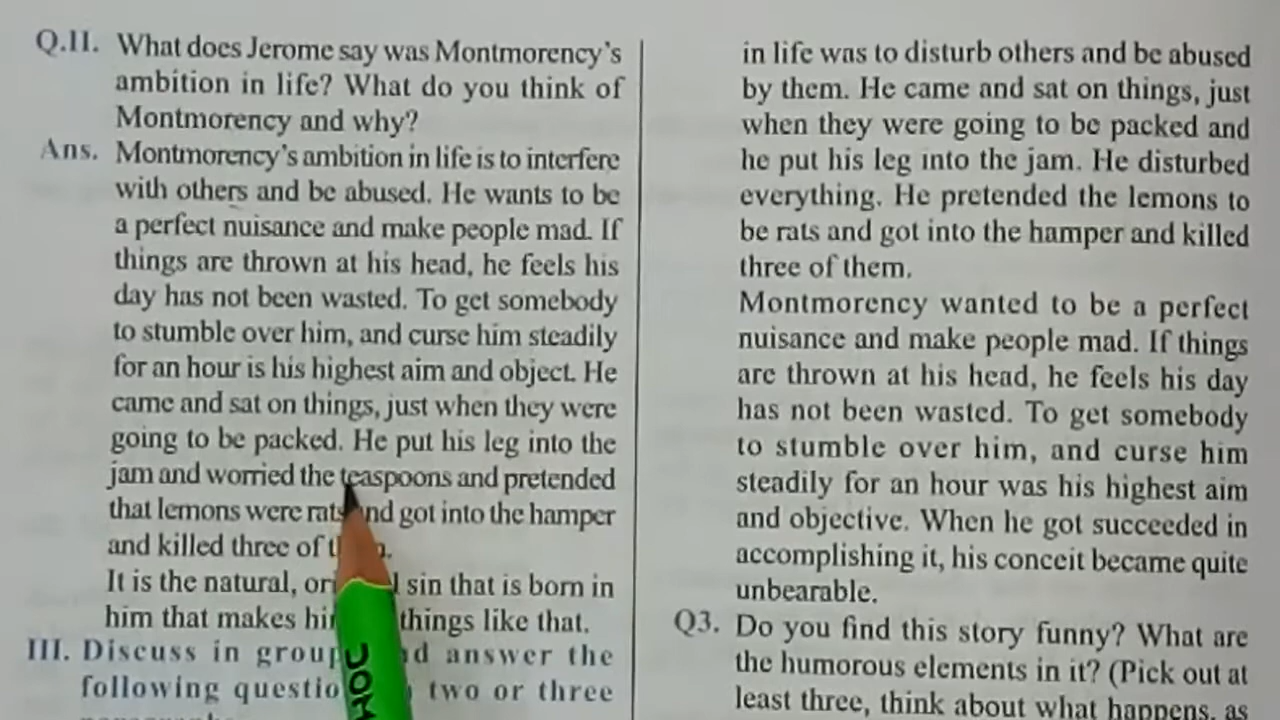 Q.II. What does Jerome say was Montmorency's
ambition in life? What do you think of
Montmorency and why?
Ans. Montmorency's ambition in life is to interfere
with others and be abused. He wants to be
a perfect nuisance and make people mad. If
things are thrown at his head, he feels his
day has not been wasted. To get somebody
to stumble over him, and curse him steadily
for an hour is his highest aim and object. He
came and sat on things, just when they were
going to be packed. He put his leg into the
jam and worried the teaspoons and pretended
that lemons were rats and got into the hamper
and killed three of
It is the natural, sin that is born in
him that makes things like that.
III. Discuss in answer the
following two or three
in life was to disturb others and be abused
by them. He came and sat on things, just
when they were going to be packed and
he put his leg into the jam. He disturbed
everything. He pretended the lemons to
be rats and got into the hamper and killed
three of them.
Montmorency wanted to be a perfect
nuisance and make people mad. If things
are thrown at his head, he feels his day
has not been wasted. To get somebody
to stumble over him, and curse him
steadily for an hour was his highest aim
and objective. When he got succeeded in
accomplishing it, his conceit became quite
unbearable.
Q3. Do you find this story funny? What are
the humorous elements in it? (Pick out at
least three, think about what happens, as